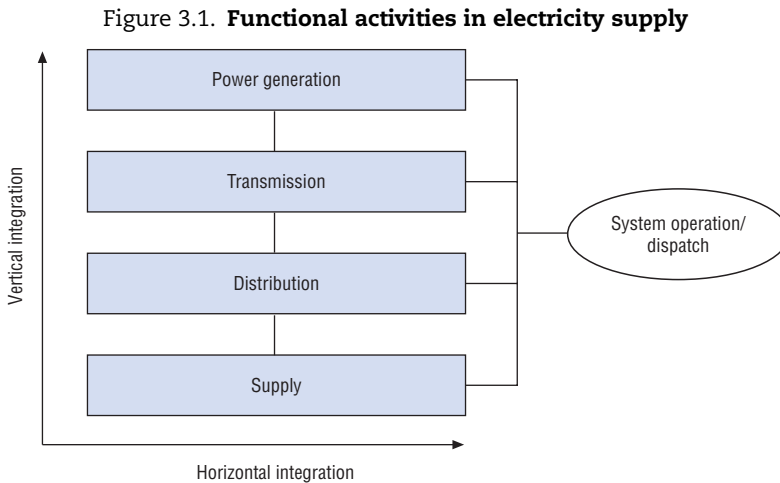 Figure 3.1. Functional activities in electricity supply
Vertical integration
Power generation
Transmission
Distribution
Supply
System operation/
dispatch
Horizontal integration